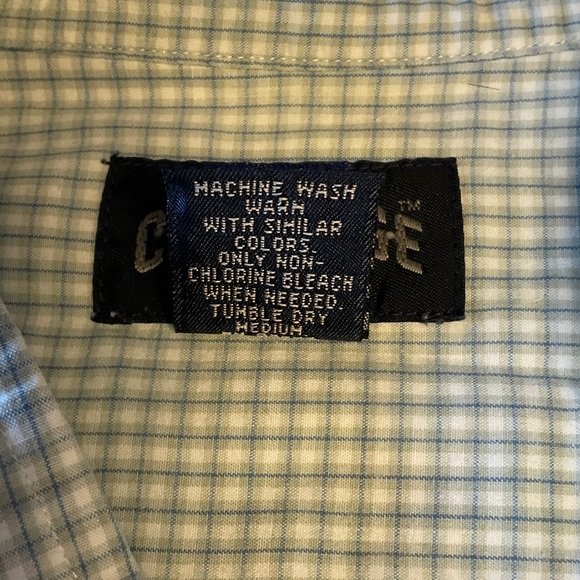 MACHINE WASH
WARM
WITH SIMILAR
COLORS.
ONLY NON-
CHLORINE BLEACH
WHEN NEEDED.
TUMBLE DRY
MEDIUM